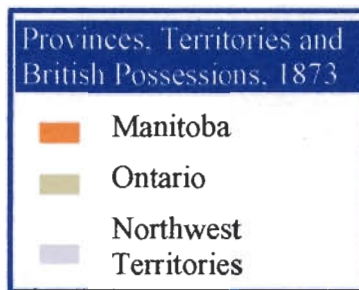 Provinces, Territories and
British Possessions, 1873
Manitoba
Ontario
Northwest
Territories